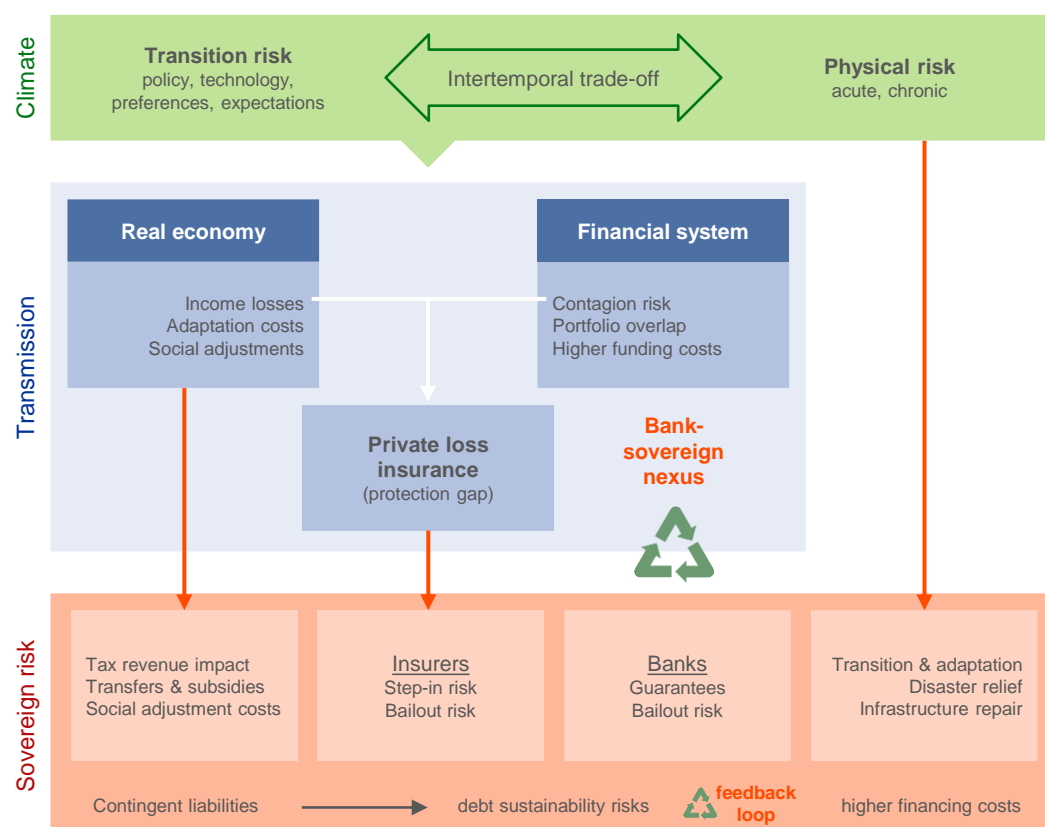 Climate
Transition risk
policy, technology,
preferences, expectations
Intertemporal trade-off
Physical risk
acute, chronic
Transmission
Real economy
Income losses
Adaptation costs
Social adjustments
Financial system
Contagion risk
Portfolio overlap
Higher funding costs
Private loss
insurance
(protection gap)
Bank-
sovereign
nexus
Sovereign risk
Tax revenue impact
Transfers & subsidies
Social adjustment costs
Insurers
Step-in risk
Bailout risk
Banks
Guarantees
Bailout risk
Transition & adaptation
Disaster relief
Infrastructure repair
Contingent liabilities
debt sustainability risks
feedback
loop
higher financing costs